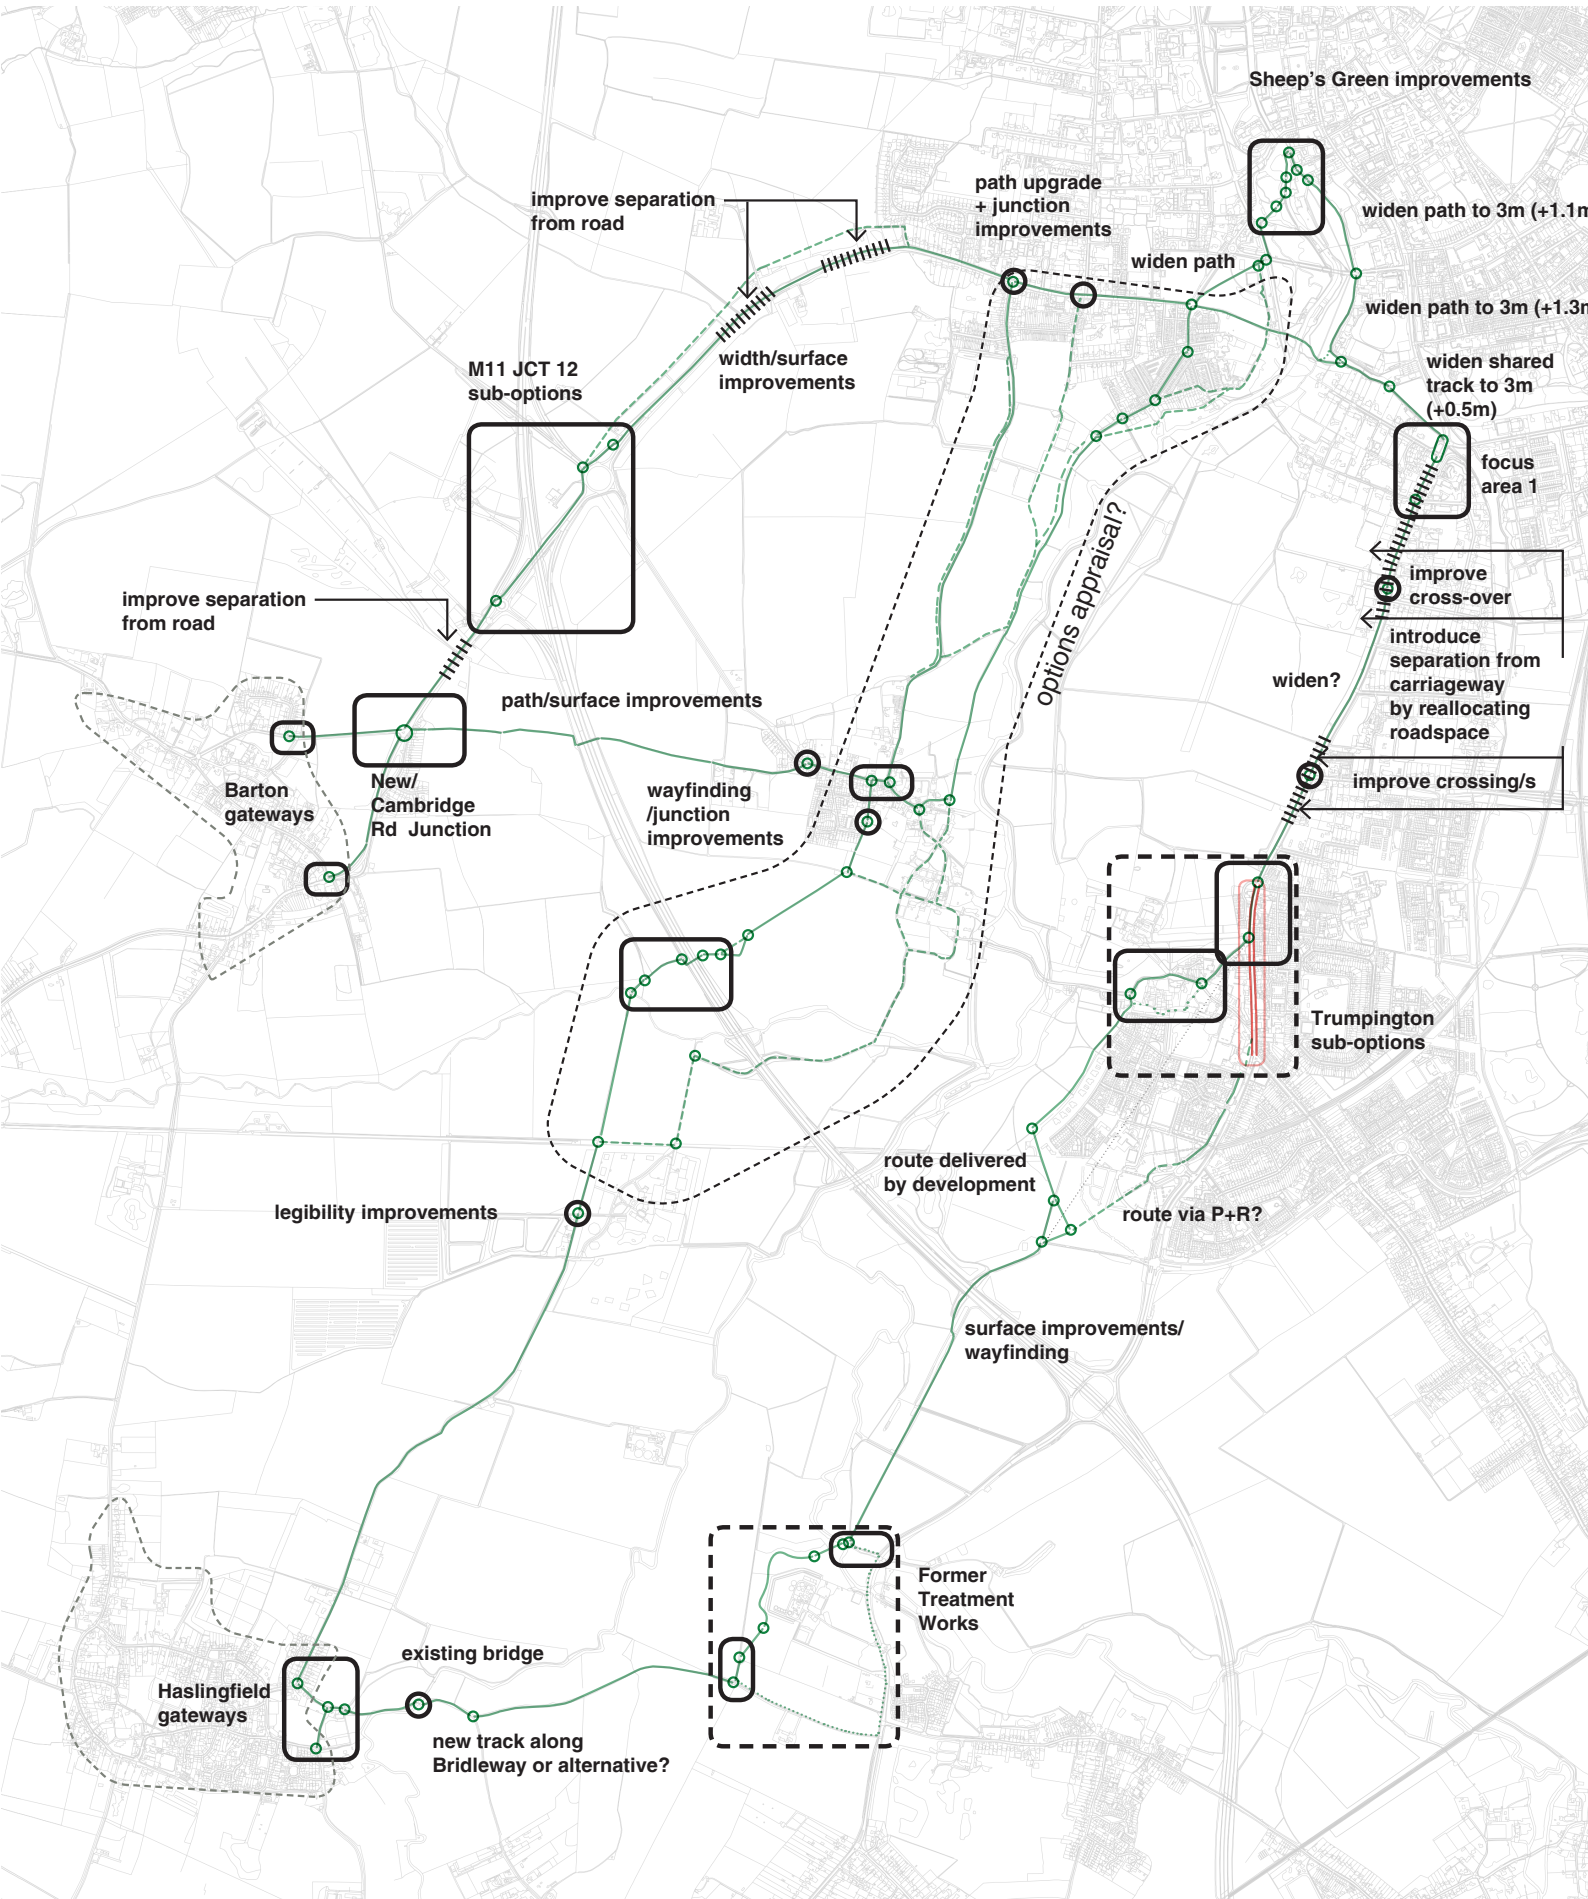 Sheep's Green improvements
improve separation
from road
path upgrade
+ junction
improvements
widen path to 3m (+1.1m
widen path
widen path to 3m (+1.3m
width/surface
improvements
M11 JCT 12
sub-options
widen shared
track to 3m
(+0.5m)
focus
area 1
options appraisal?
improve
cross-over
improve separation
from road
introduce
separation from
carriageway
by reallocating
roadspace
widen?
path/surface improvements
improve crossing/s
Barton
gateways
New/
Cambridge
Rd Junction
wayfinding
/junction
improvements
Trumpington
sub-options
route delivered
by development
legibility improvements
route via P+R?
surface improvements/
wayfinding
Former
Treatment
Works
existing bridge
Haslingfield
gateways
new track along
Bridleway or alternative?